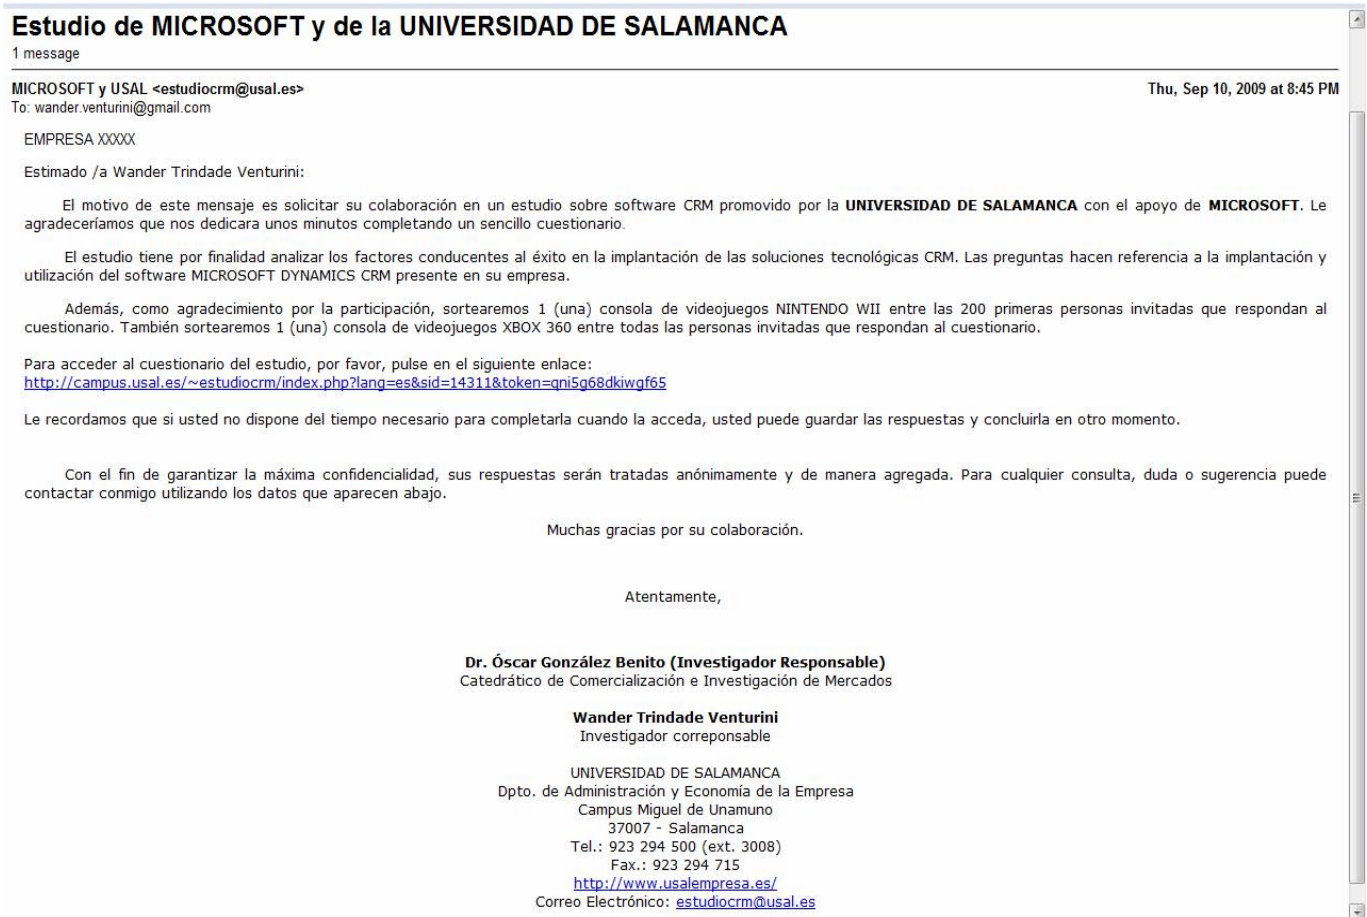 Estudio de MICROSOFT y de la UNIVERSIDAD DE SALAMANCA
1 message
MICROSOFT y USAL <estudiocrm@usal.es> Thu, Sep 10, 2009 at 8:45 PM
To: wander.venturini@gmail.com
EMPRESA XXXXX
Estimado /a Wander Trindade Venturini:
El motivo de este mensaje es solicitar su colaboración en un estudio sobre software CRM promovido por la UNIVERSIDAD DE SALAMANCA con el apoyo de MICROSOFT. Le
agradeceríamos que nos dedicara unos minutos completando un sencillo cuestionario.
El estudio tiene por finalidad analizar los factores conducentes al éxito en la implantación de las soluciones tecnológicas CRM. Las preguntas hacen referencia a la implantación y
utilización del software MICROSOFT DYNAMICS CRM presente en su empresa.
Además, como agradecimiento por la participación, sortearemos 1 (una) consola de videojuegos NINTENDO WII entre las 200 primeras personas invitadas que respondan al
cuestionario. También sortearemos 1 (una) consola de videojuegos XBOX 360 entre todas las personas invitadas que respondan al cuestionario.
Para acceder al cuestionario del estudio, por favor, pulse en el siguiente enlace:
http://campus.usal.es/~estudiocrm/index.php?lang=es&sid=14311&token=qni5g68dkiwgf65
Le recordamos que si usted no dispone del tiempo necesario para completarla cuando la acceda, usted puede guardar las respuestas y concluirla en otro momento.
Con el fin de garantizar la máxima confidencialidad, sus respuestas serán tratadas anónimamente y de manera agregada. Para cualquier consulta, duda o sugerencia puede
contactar conmigo utilizando los datos que aparecen abajo.
Muchas gracias por su colaboración.
Atentamente,
Dr. Óscar González Benito (Investigador Responsable)
Catedrático de Comercialización e Investigación de Mercados
Wander Trindade Venturini
Investigador correponsable
UNIVERSIDAD DE SALAMANCA
Dpto. de Administración y Economía de la Empresa
Campus Miguel de Unamuno
37007 - Salamanca
Tel.: 923 294 500 (ext. 3008)
Fax.: 923 294 715
http://www.usalempresa.es/
Correo Electrónico: estudiocrm@usal.es